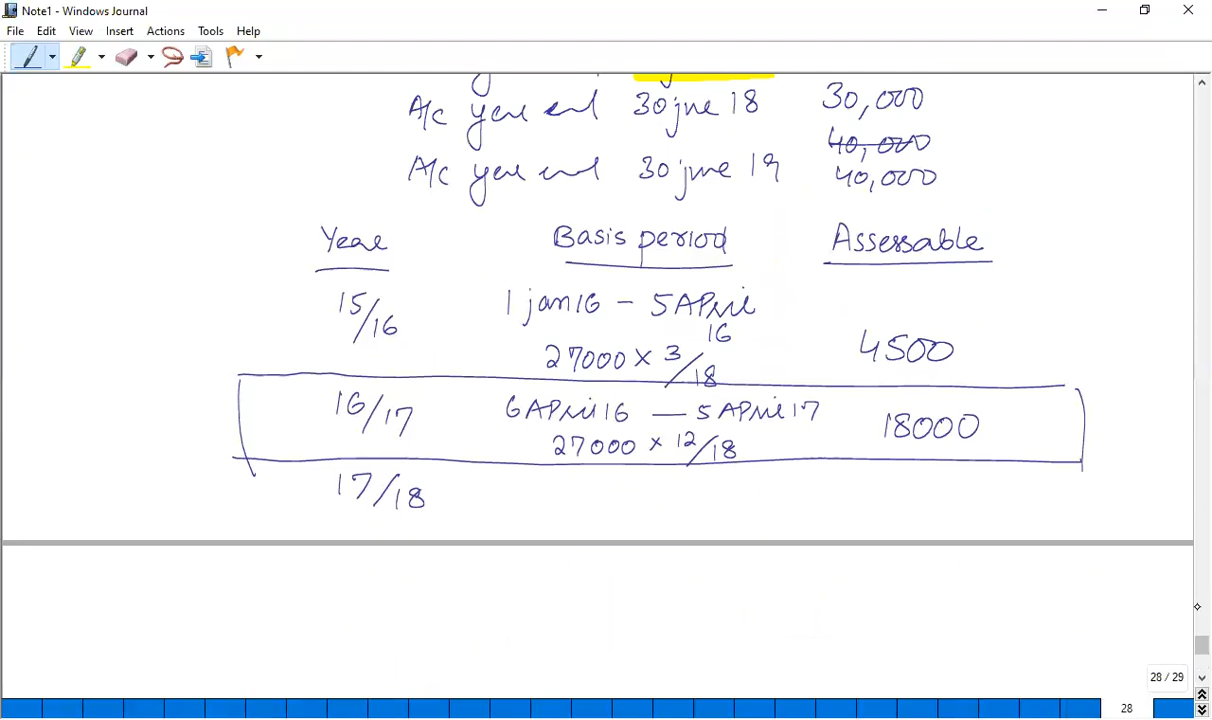 Note1 - Windows Journal
File Edit View Insert Actions Tools Help
A/c year end 30 june 18 30,000
40,000
A/c year end 30 june 19 40,000
Year Basis period Assessable
15/16 1 jan 16 - 5 APril 16
27000 × 3/18 4500
16/17 6 APril 16 — 5 APril 17 18000
27000 × 12/18
17/18
28 / 29
28